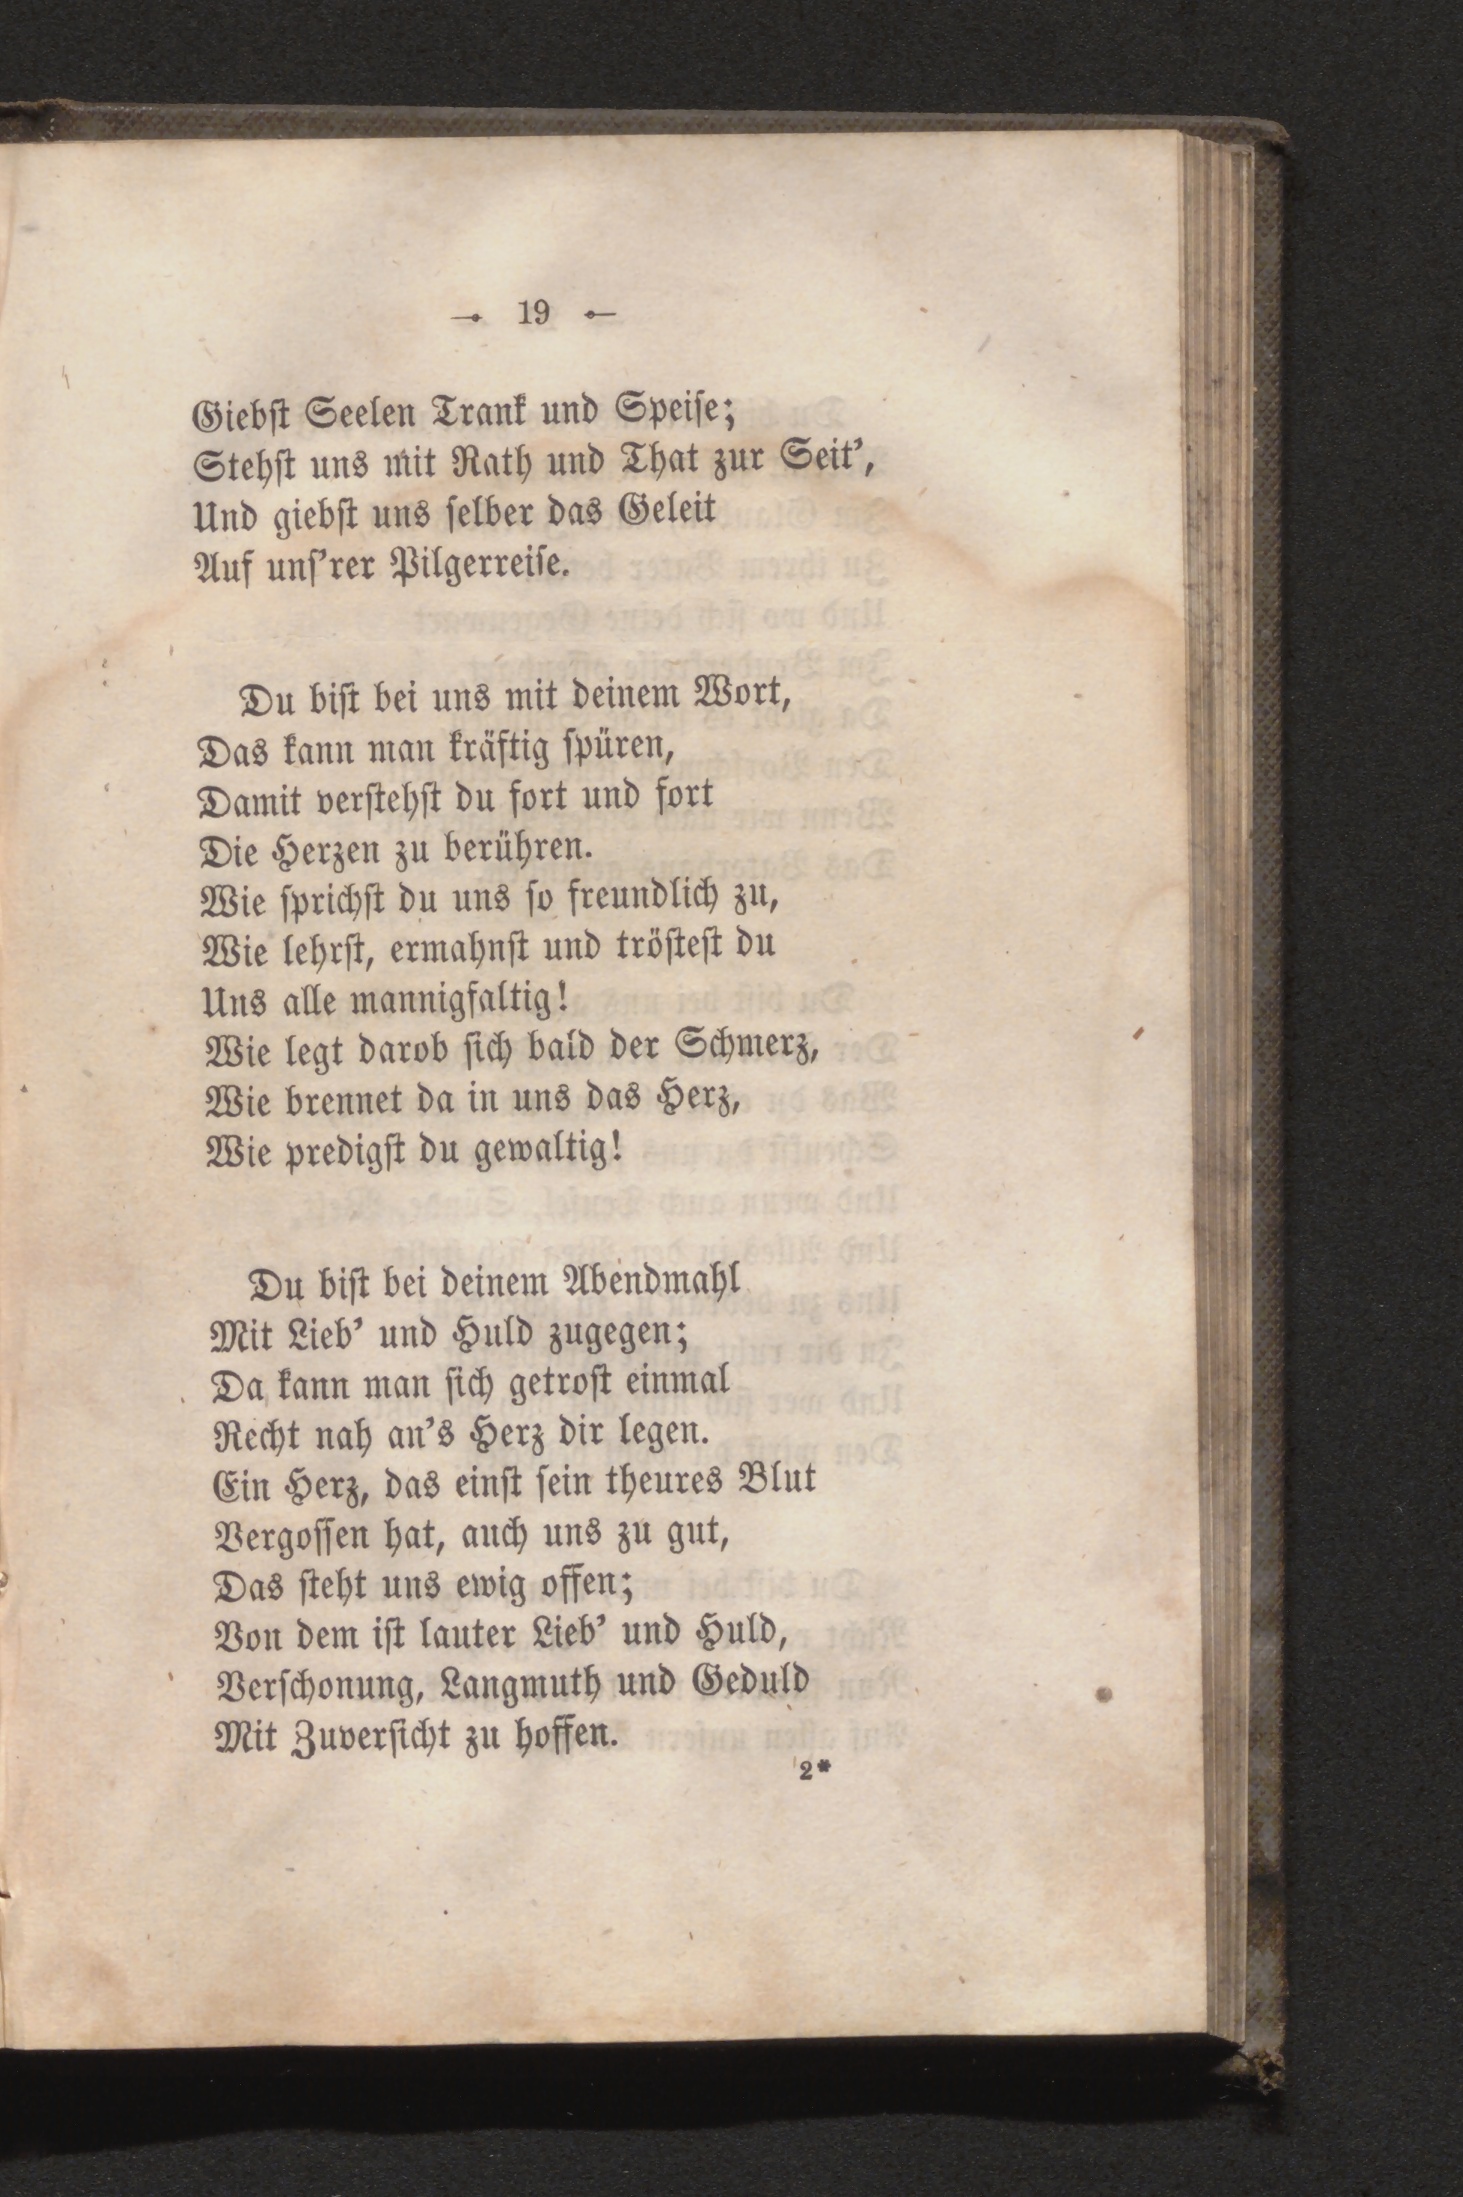 19
Giebſt Seelen Trank und Speiſe;
Stehſt uns mit Rath und That zur Seit’,
Und giebſt uns ſelber das Geleit
Auf unſ’rer Pilgerreiſe.
Du biſt bei uns mit deinem Wort,
Das kann man kräftig ſpüren,
Damit verſtehſt du fort und fort
Die Herzen zu berühren.
Wie ſprichſt du uns ſo freundlich zu,
Wie lehrſt, ermahnſt und tröſteſt du
Uns alle mannigfaltig!
Wie legt darob ſich bald der Schmerz,
Wie brennet da in uns das Herz,
Wie predigſt du gewaltig!
Du biſt bei deinem Abendmahl
Mit Lieb’ und Huld zugegen;
Da kann man ſich getroſt einmal
Recht nah an’s Herz dir legen.
Ein Herz, das einſt ſein theures Blut
Vergoſſen hat, auch uns zu gut,
Das ſteht uns ewig offen;
Von dem iſt lauter Lieb’ und Huld,
Verſchonung, Langmuth und Geduld
Mit Zuverſicht zu hoffen.
2*